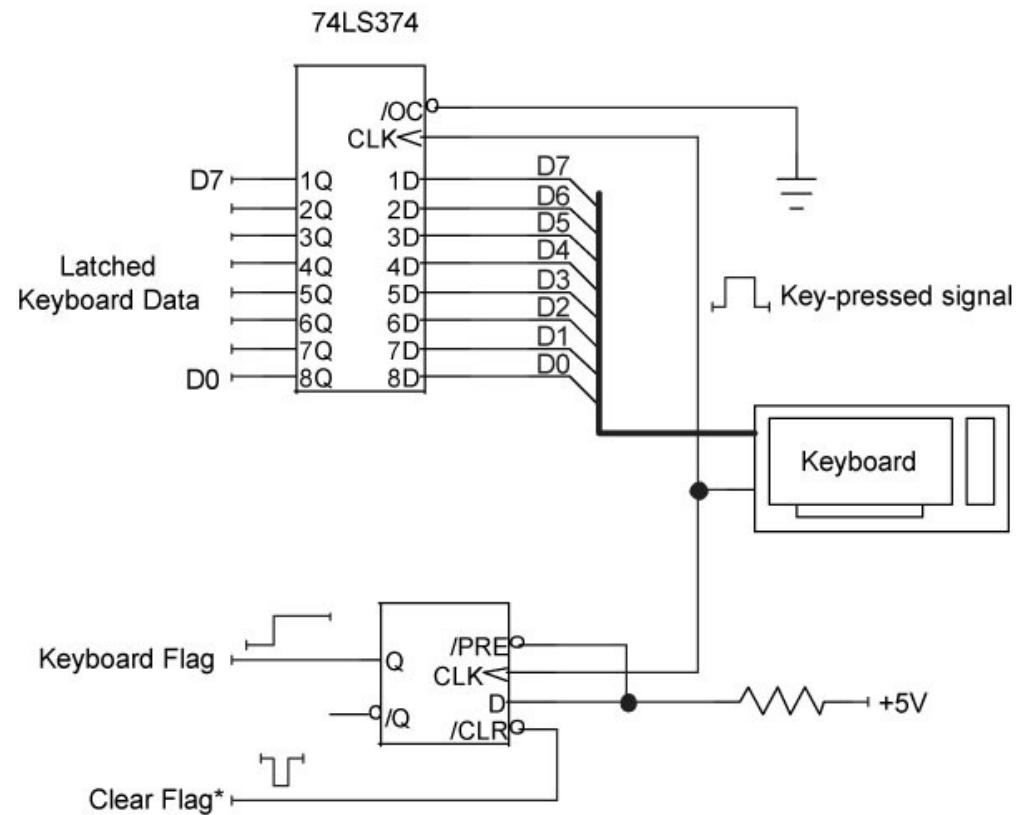 74LS374
/OC
CLK
D7
1Q
1D
D7
2Q
2D
D6
3Q
3D
D5
4Q
4D
D4
5Q
5D
D3
6Q
6D
D2
7Q
7D
D1
D0
8Q
8D
D0
Latched
Keyboard Data
Key-pressed signal
Keyboard
Keyboard Flag
Q
/PRE
CLK
D
+5V
/Q
/CLR
Clear Flag*